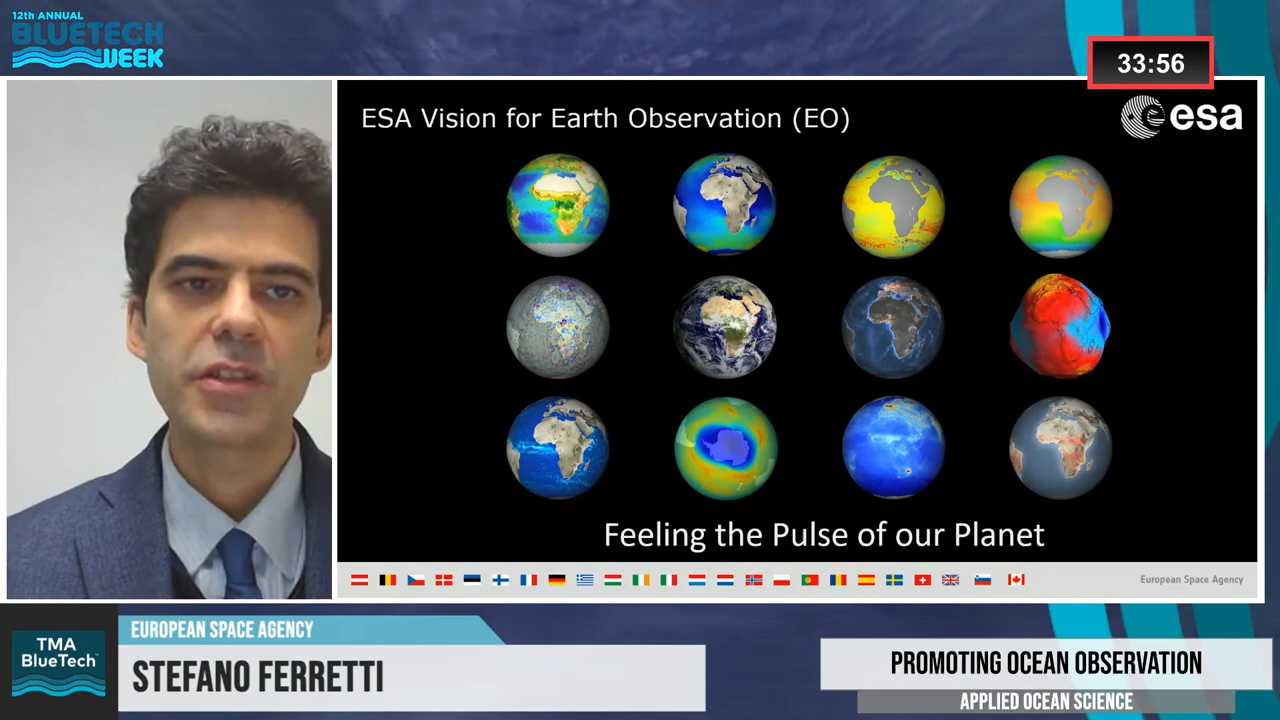 12th ANNUAL
BLUETECH
WEEK
33:56
ESA Vision for Earth Observation (EO)
esa
Feeling the Pulse of our Planet
European Space Agency
TMA
BlueTech™
EUROPEAN SPACE AGENCY
STEFANO FERRETTI
PROMOTING OCEAN OBSERVATION
APPLIED OCEAN SCIENCE